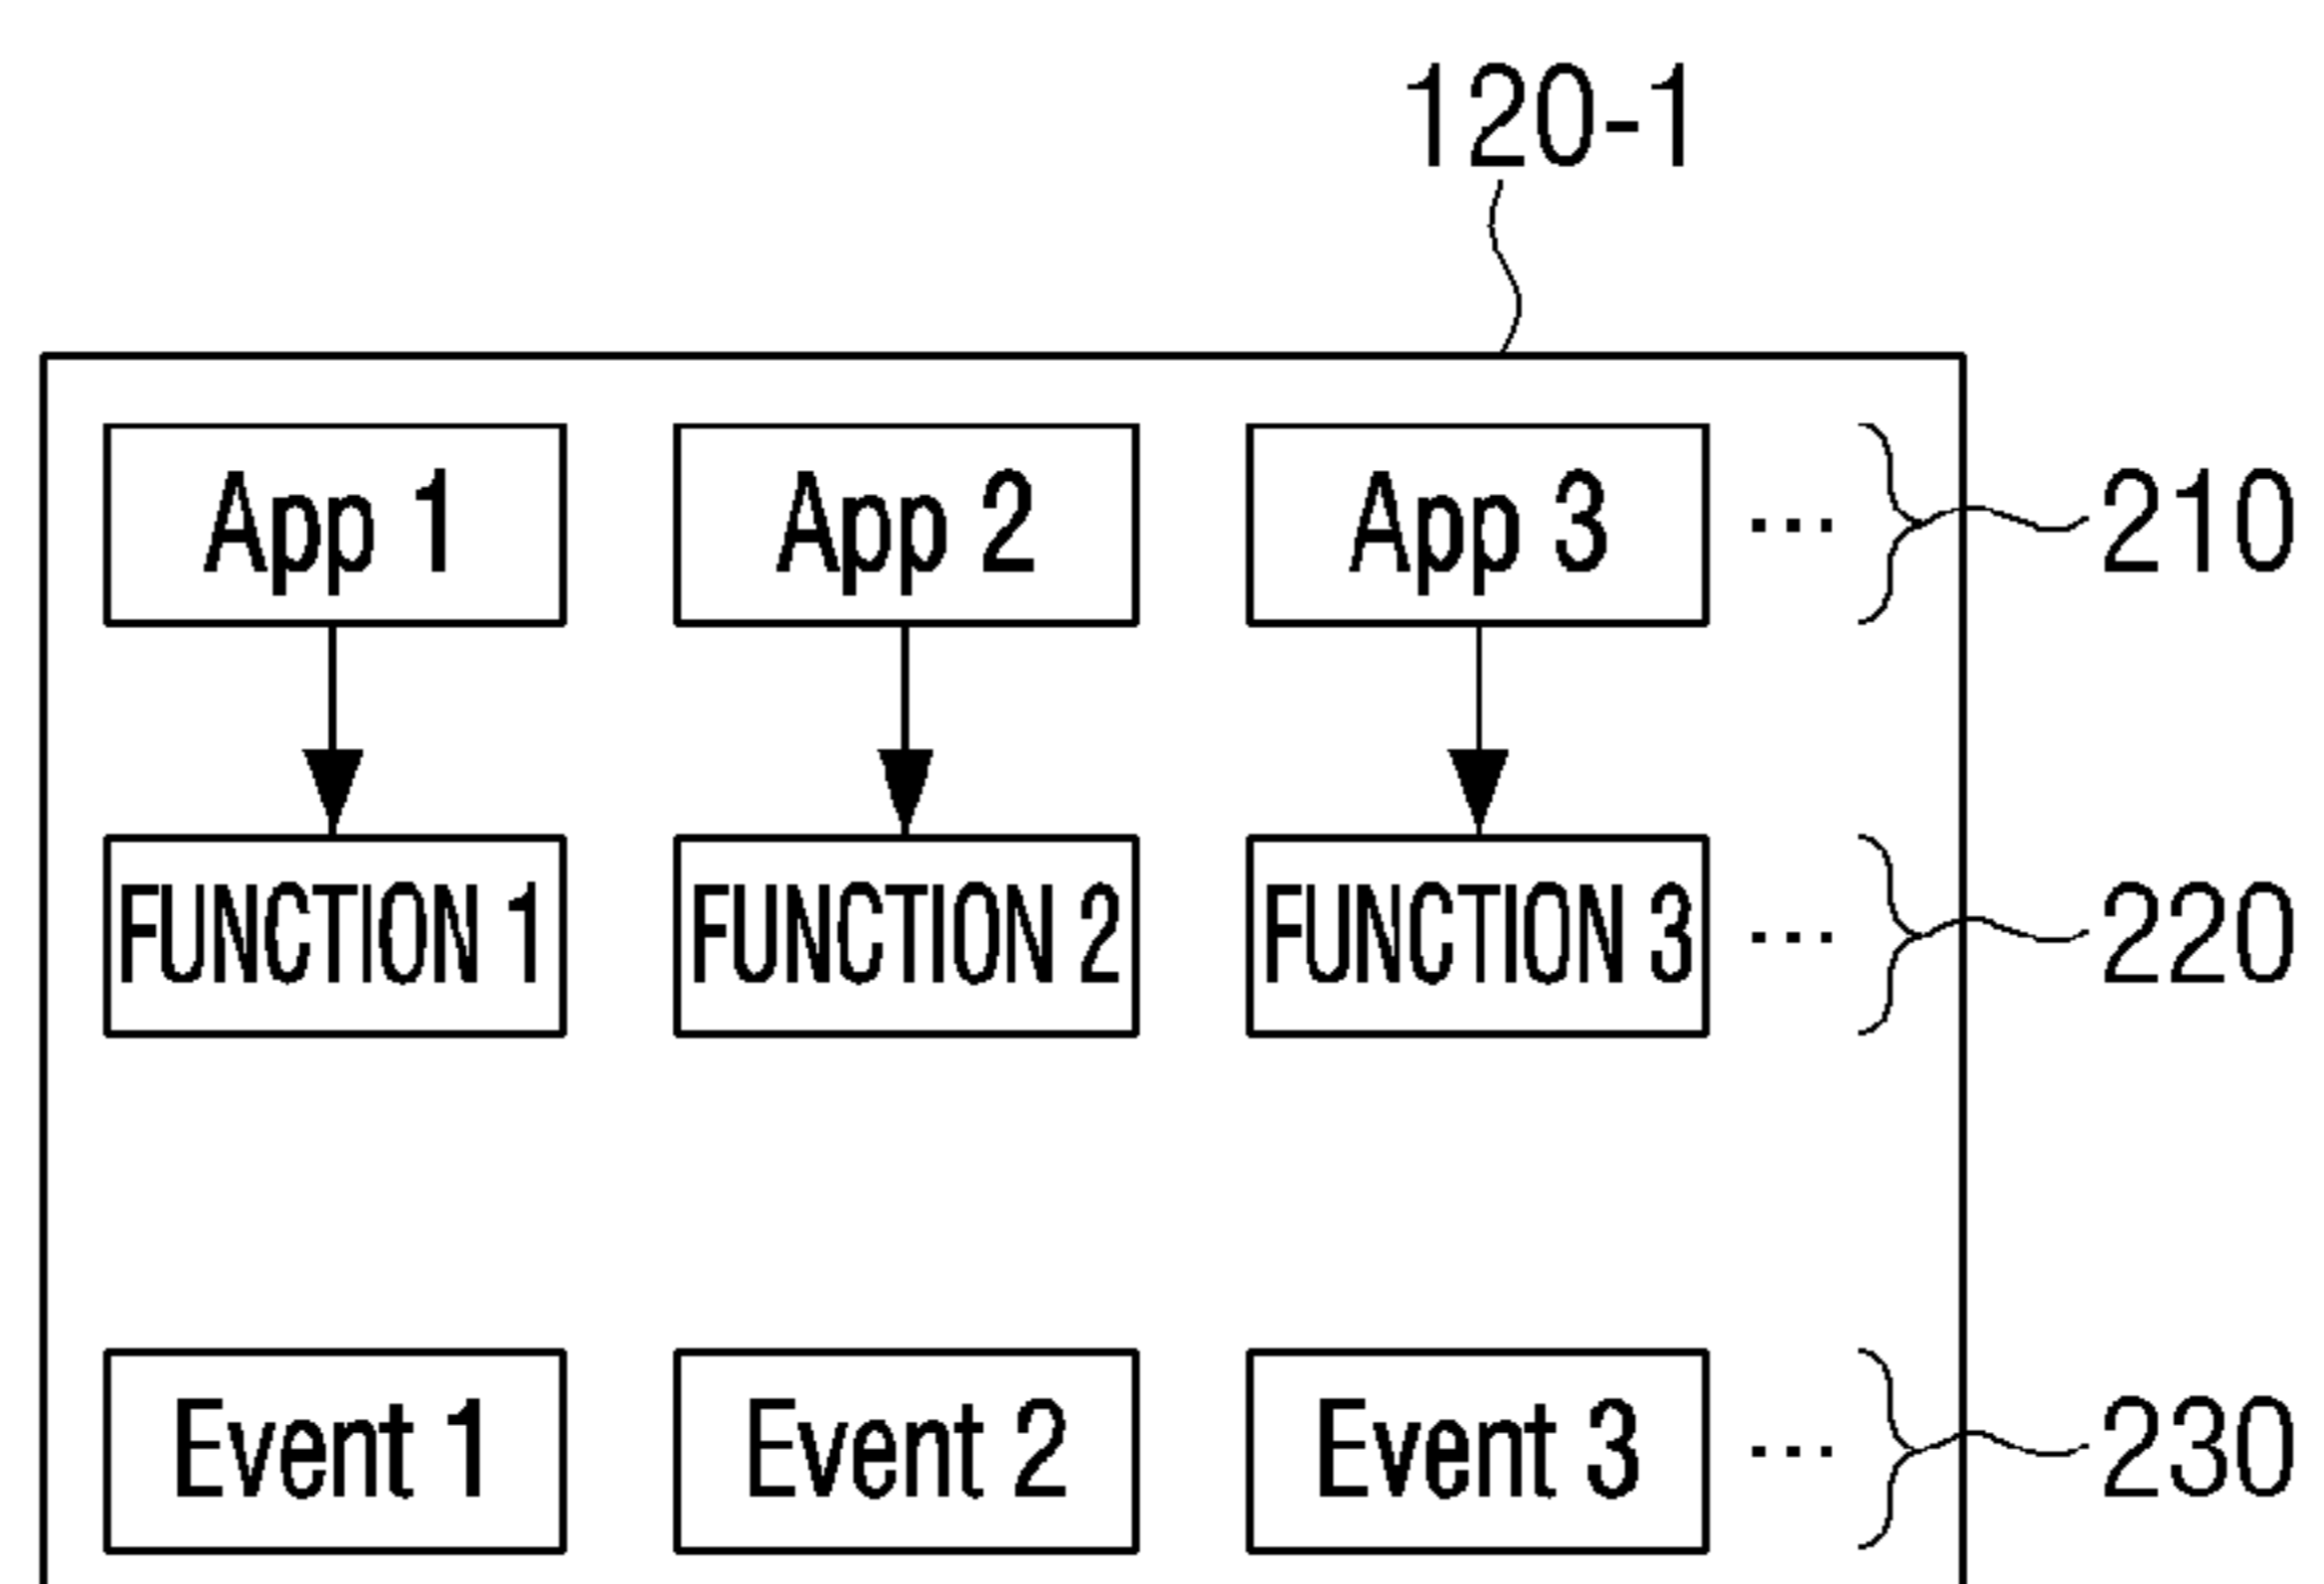 120-1
App 1 App 2 App 3 ... 210
FUNCTION 1 FUNCTION 2 FUNCTION 3 ... 220
Event 1 Event 2 Event 3 ... 230